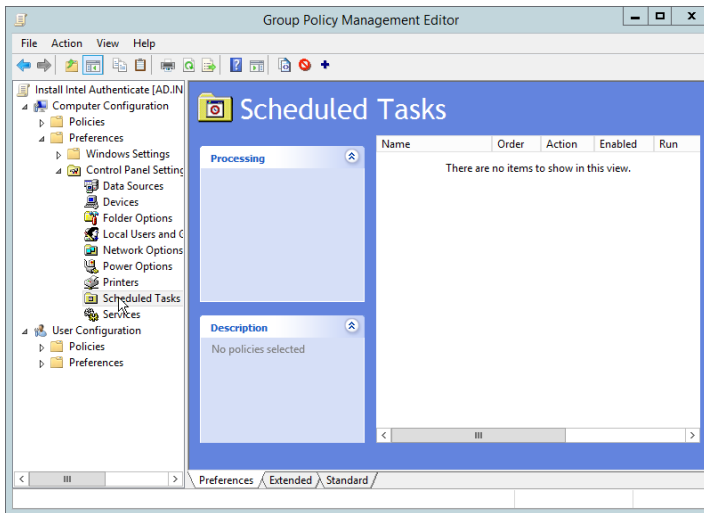 Group Policy Management Editor
File Action View Help
Install Intel Authenticate [AD.IN
Computer Configuration
Policies
Preferences
Windows Settings
Control Panel Setting
Data Sources
Devices
Folder Options
Local Users and G
Network Options
Power Options
Printers
Scheduled Tasks
Services
User Configuration
Policies
Preferences
Scheduled Tasks
Processing
Description
No policies selected
Name Order Action Enabled Run
There are no items to show in this view.
Preferences Extended Standard